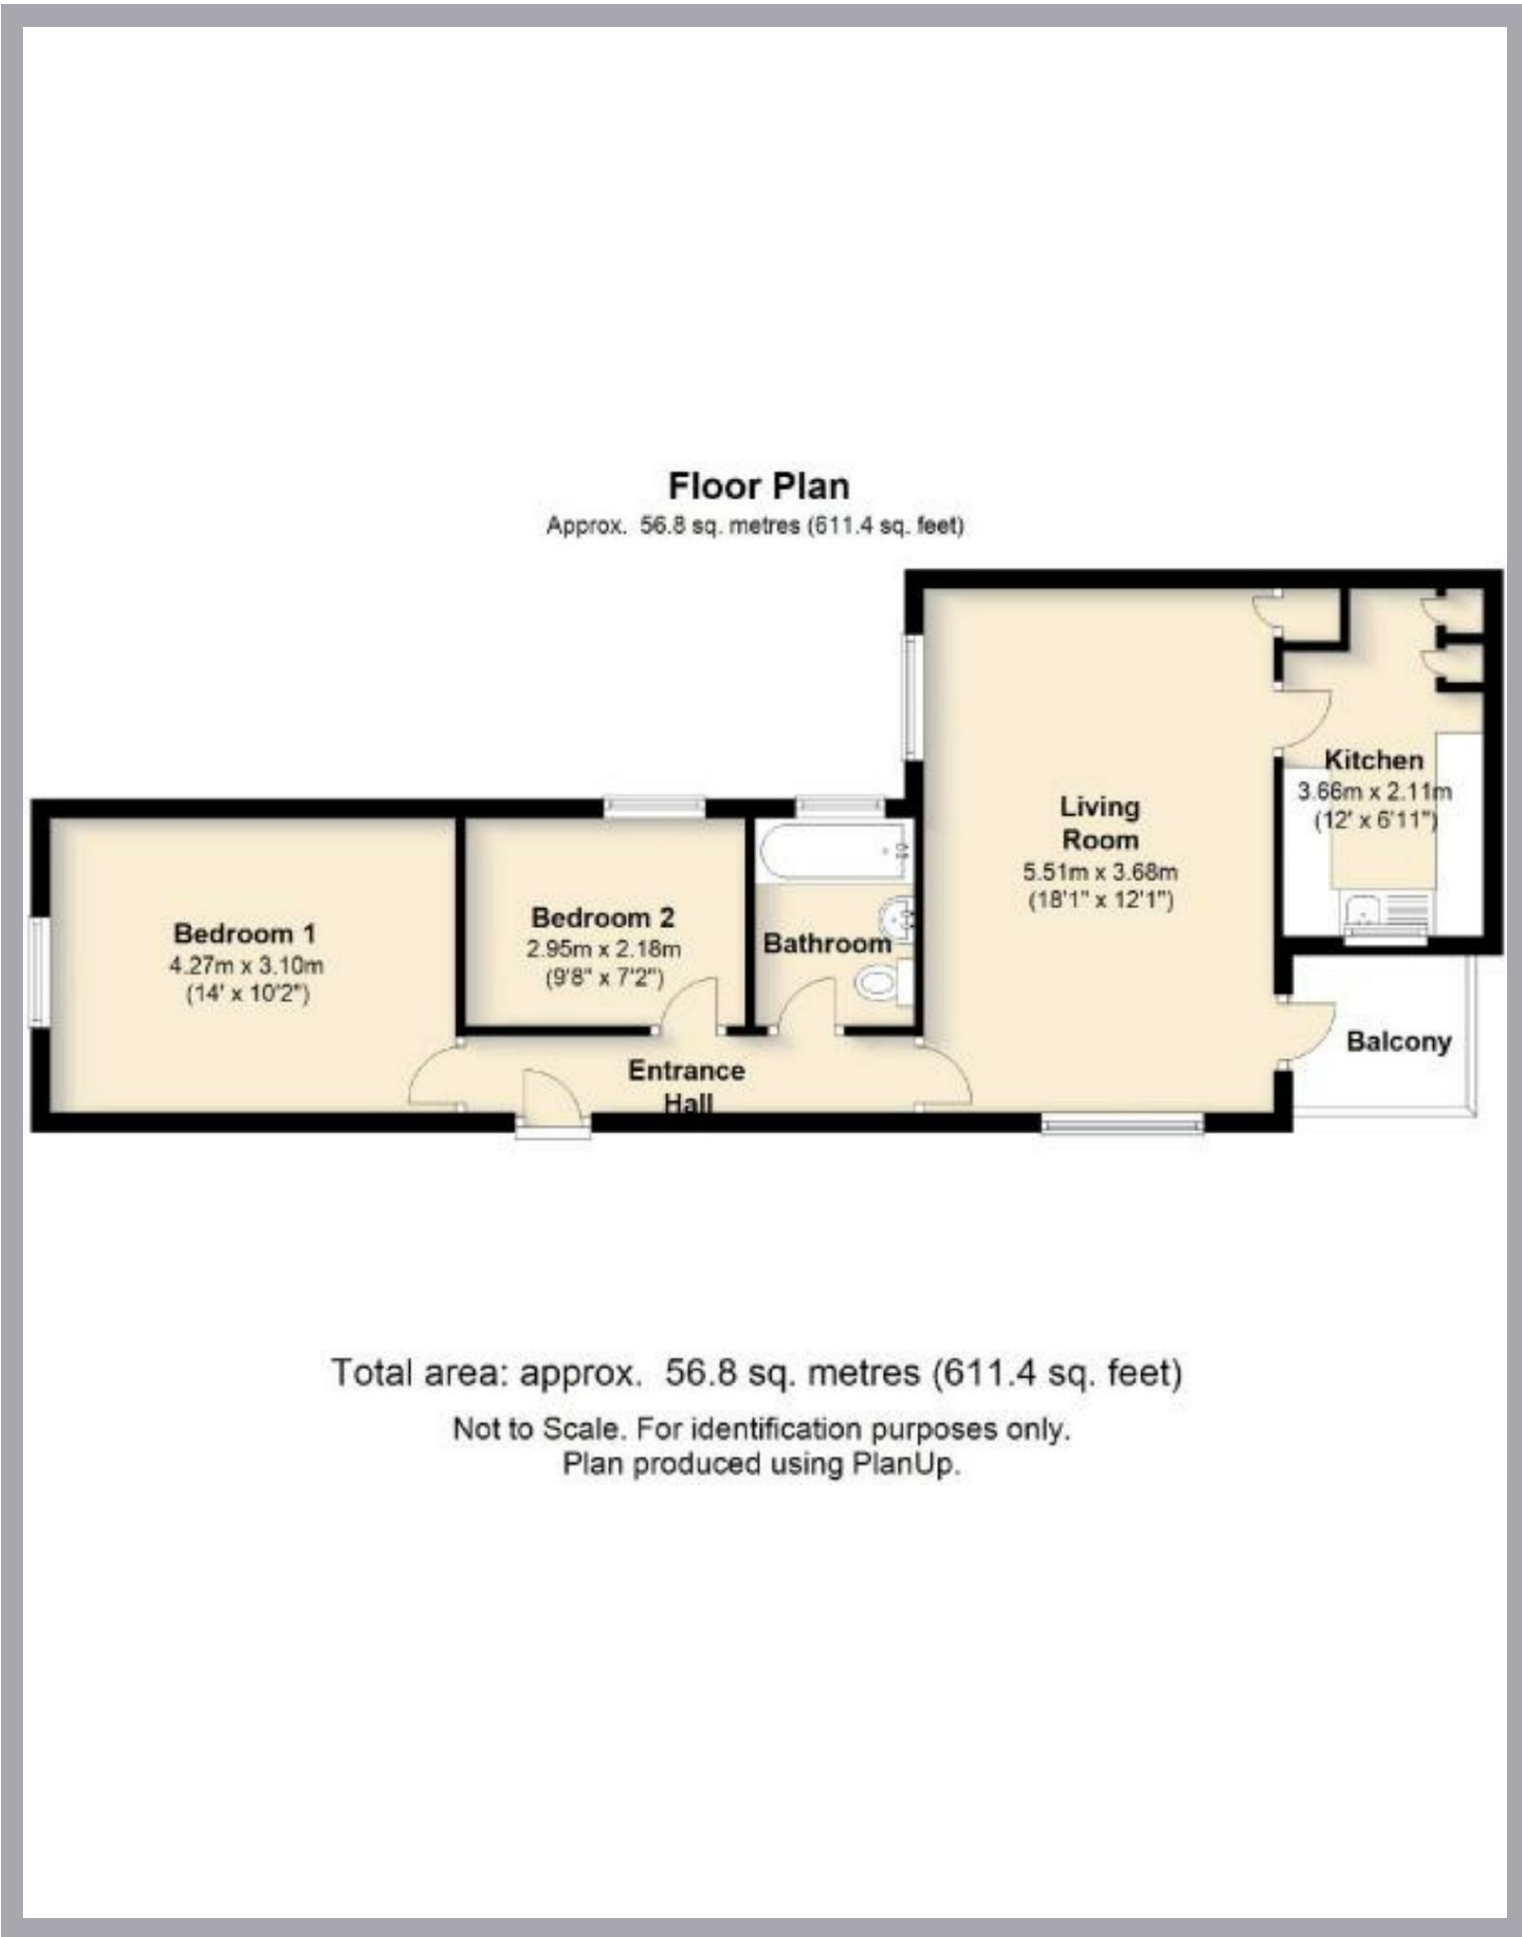 Floor Plan
Approx. 56.8 sq. metres (611.4 sq. feet)
Kitchen
3.66m x 2.11m
(12' x 6'11")
Living
Room
5.51m x 3.68m
(18'1" x 12'1")
Bedroom 1
4.27m x 3.10m
(14' x 10'2")
Bedroom 2
2.95m x 2.18m
(9'8" x 7'2")
Bathroom
Balcony
Entrance
Hall
Total area: approx. 56.8 sq. metres (611.4 sq. feet)
Not to Scale. For identification purposes only.
Plan produced using PlanUp.